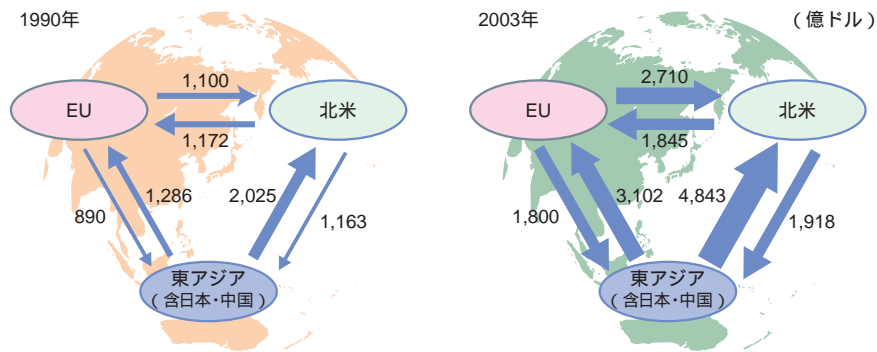 1990年
EU
1,100
1,172
北米
890
1,286
2,025
1,163
東アジア
（含日本・中国）
2003年
（億ドル）
EU
2,710
1,845
北米
1,800
3,102
4,843
1,918
東アジア
（含日本・中国）